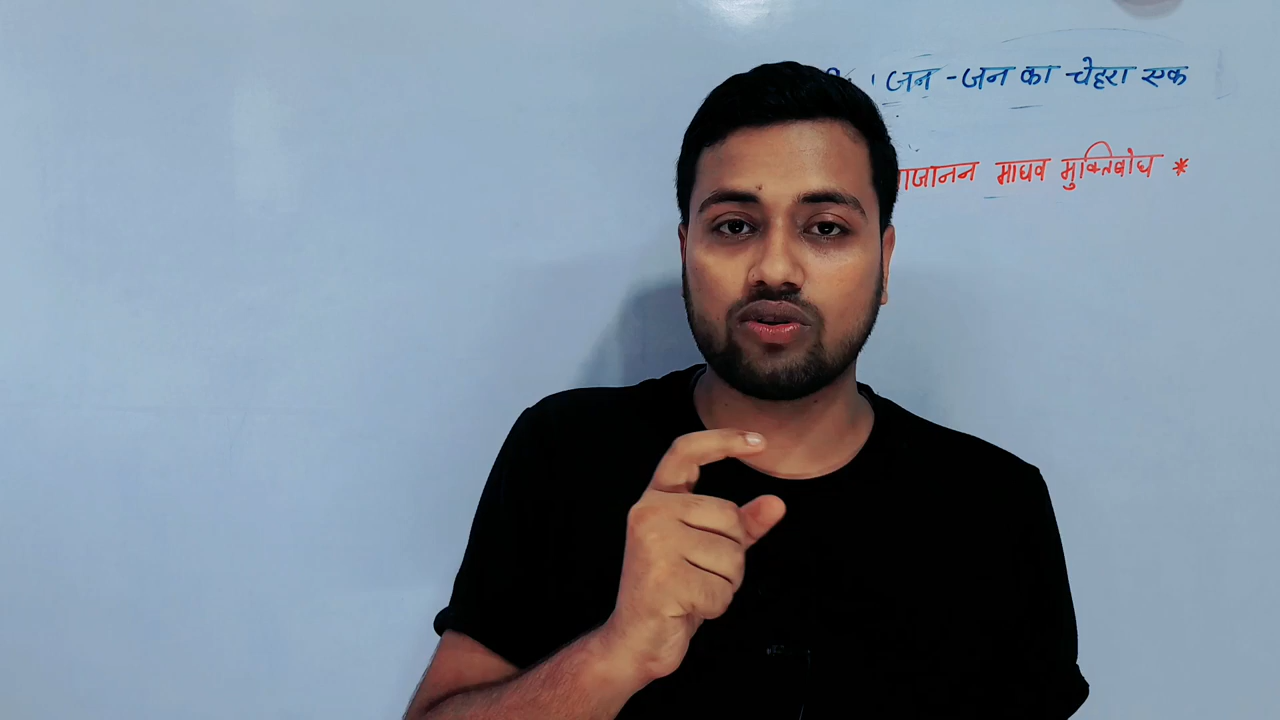 जन -जन का चेहरा एक
माधव मुक्तिबोध *